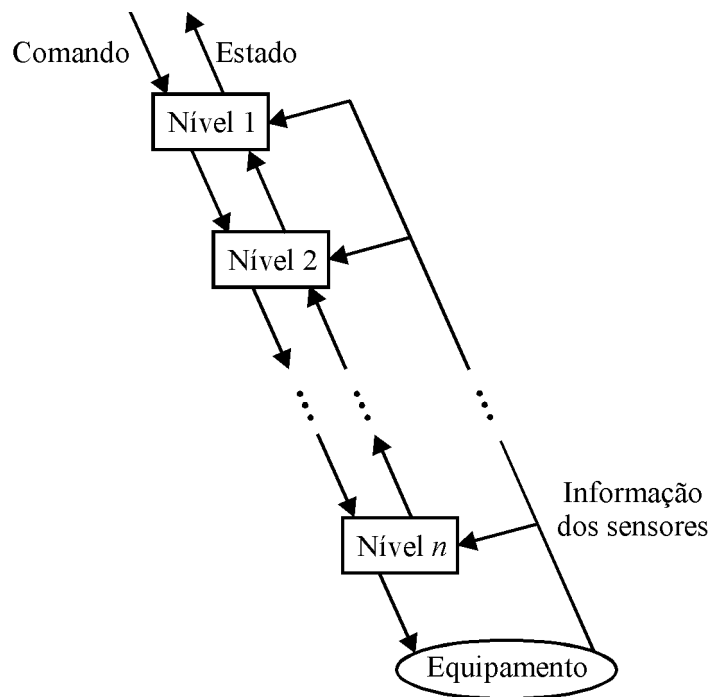 Comando
Estado
Nível 1
Nível 2
Informação
dos sensores
Nível n
Equipamento